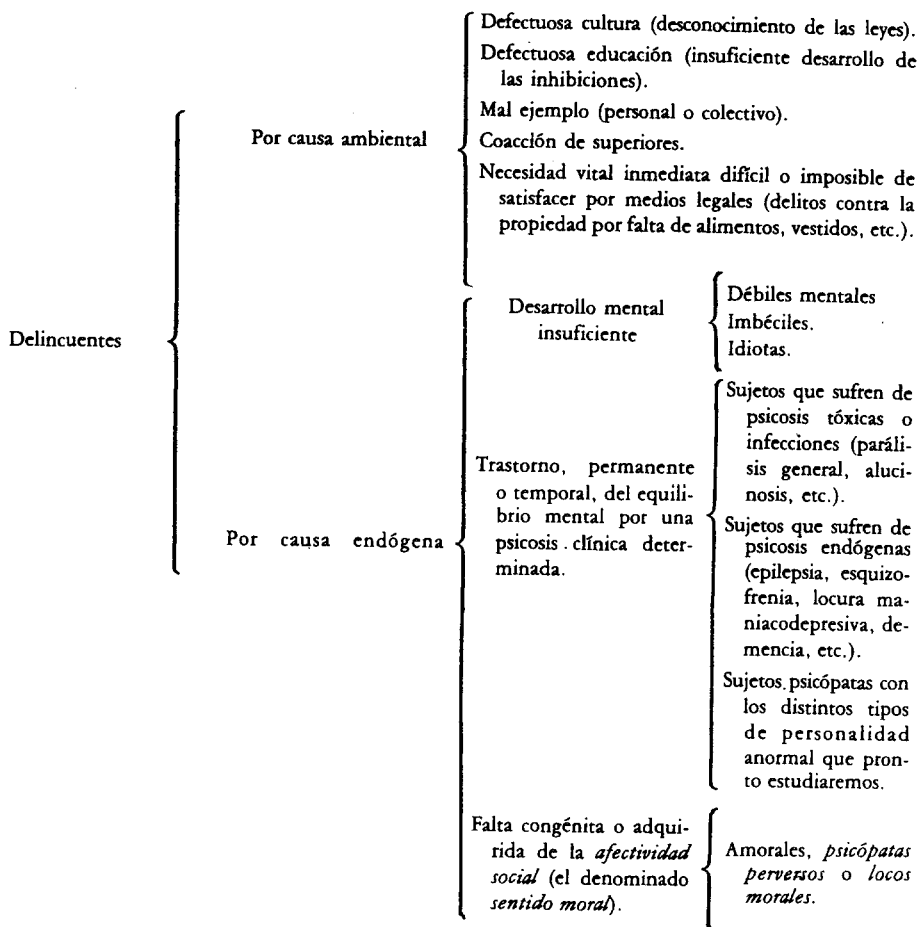 Defectuosa cultura (desconocimiento de las leyes).
Defectuosa educación (insuficiente desarrollo de
las inhibiciones).
Mal ejemplo (personal o colectivo).
Por causa ambiental
Coacción de superiores.
Necesidad vital inmediata difícil o imposible de
satisfacer por medios legales (delitos contra la
propiedad por falta de alimentos, vestidos, etc.).
Delincuentes
Por causa endógena
Desarrollo mental
insuficiente
Débiles mentales
Imbéciles.
Idiotas.
Trastorno, permanente
o temporal, del equili-
brio mental por una
psicosis clínica deter-
minada.
Sujetos que sufren de
psicosis tóxicas o
infecciones (paráli-
sis general, aluci-
nosis, etc.).
Sujetos que sufren de
psicosis endógenas
(epilepsia, esquizo-
frenia, locura ma-
niacodepresiva, de-
mencia, etc.).
Sujetos psicópatas con
los distintos tipos
de personalidad
anormal que pron-
to estudiaremos.
Falta congénita o adqui-
rida de la afectividad
social (el denominado
sentido moral).
Amorales, psicópatas
perversos o locos
morales.